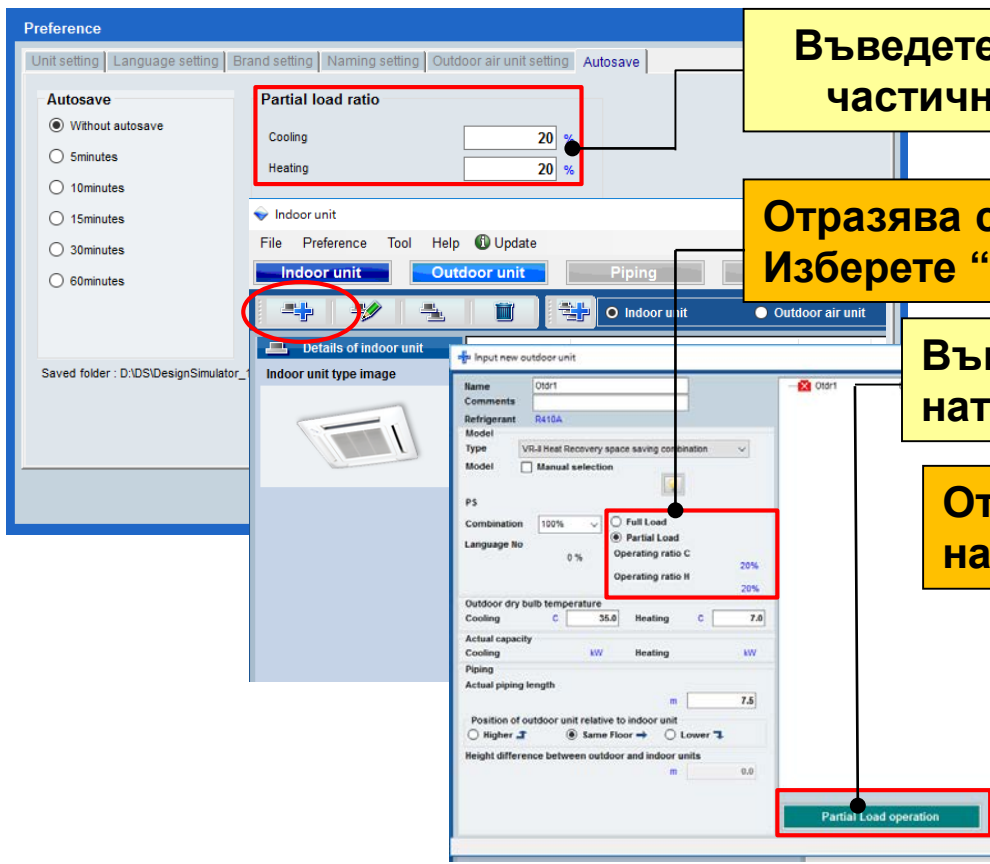 Preference
Unit setting Language setting Brand setting Naming setting Outdoor air unit setting Autosave
Autosave
Without autosave
5minutes
10minutes
15minutes
30minutes
60minutes
Saved folder : D:\DS\DesignSimulator_
Partial load ratio
Cooling 20 %
Heating 20 %
Въведете
частичн
Indoor unit
File Preference Tool Help Update
Indoor unit Outdoor unit Piping
Indoor unit Outdoor air unit
Details of indoor unit
Indoor unit type image
Отразява с
Изберете “
Input new outdoor unit
Name Otdr1
Comments
Refrigerant R410A
Model
Type VR-II Heat Recovery space saving combination
Model Manual selection
PS
Combination 100%
Language No
0 %
Full Load
Partial Load
Operating ratio C
20%
Operating ratio H
20%
Outdoor dry bulb temperature
Cooling C 35.0 Heating C 7.0
Actual capacity
Cooling kW Heating kW
Piping
Actual piping length
m 7.5
Position of outdoor unit relative to indoor unit
Higher Same Floor Lower
Height difference between outdoor and indoor units
m 0.0
Otdr1
Partial Load operation
нат
От
на